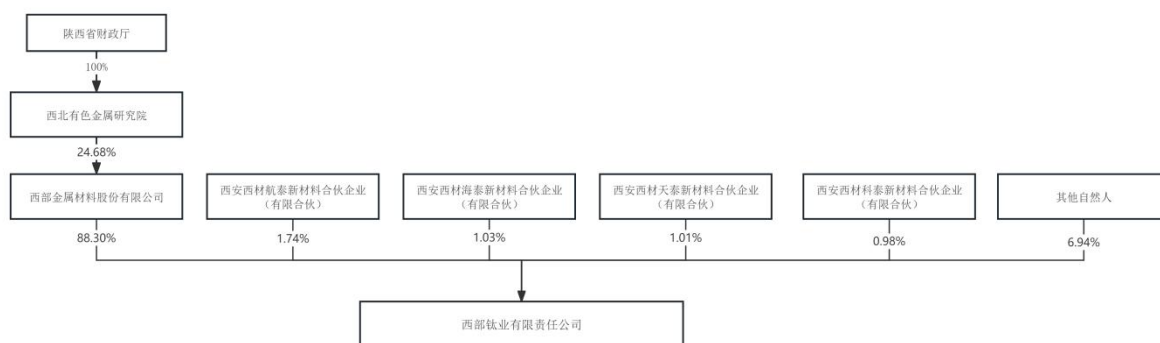 陕西省财政厅
100%
西北有色金属研究院
24.68%
西部金属材料股份有限公司
西安西材航泰新材料合伙企业
（有限合伙）
西安西材海泰新材料合伙企业
（有限合伙）
西安西材天泰新材料合伙企业
（有限合伙）
西安西材科泰新材料合伙企业
（有限合伙）
其他自然人
88.30%
1.74%
1.03%
1.01%
0.98%
6.94%
西部钛业有限责任公司